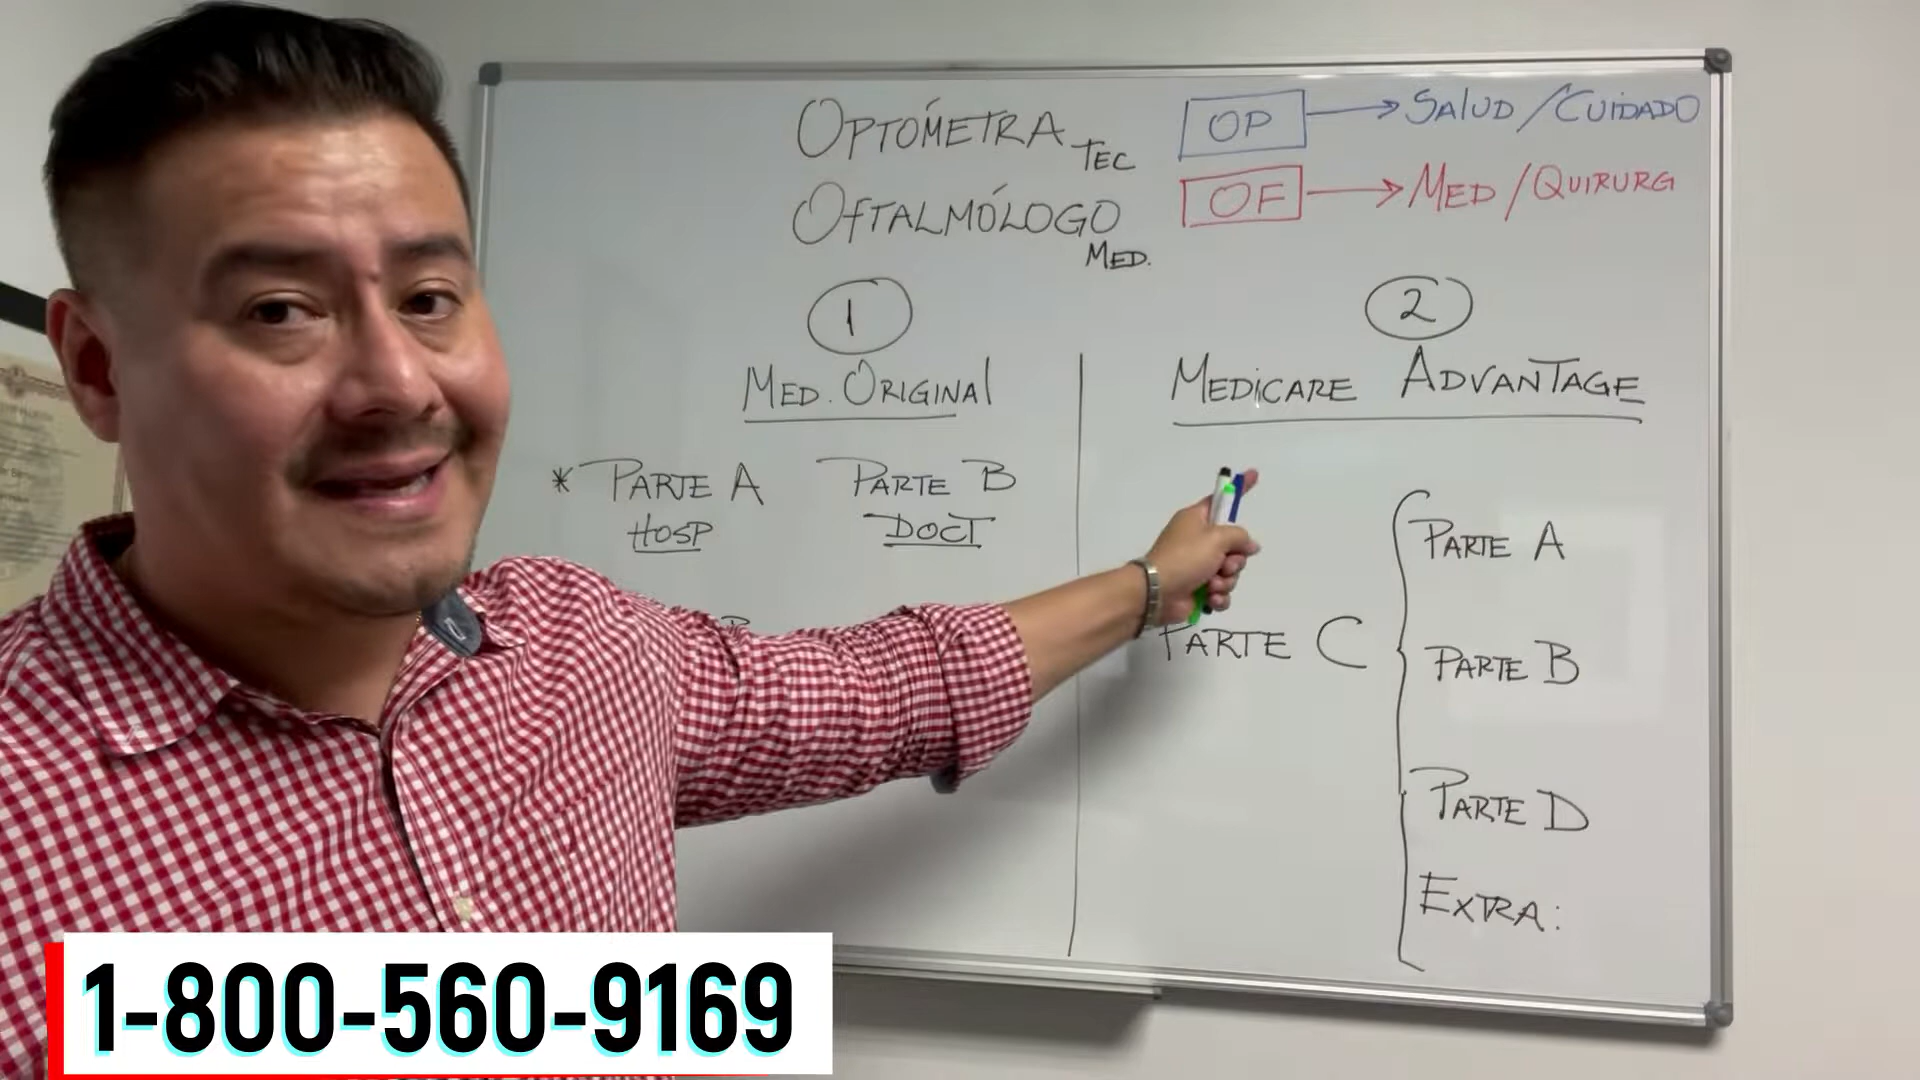 OPTÓMETRA TEC
OFTALMÓLOGO MED.
OP → SALUD / CUIDADO
OF → MED / QUIRURG
1
MED. ORIGINAL
* PARTE A PARTE B
HOSP DOCT
2
MEDICARE ADVANTAGE
PARTE C
PARTE A
PARTE B
PARTE D
EXTRA:
1-800-560-9169